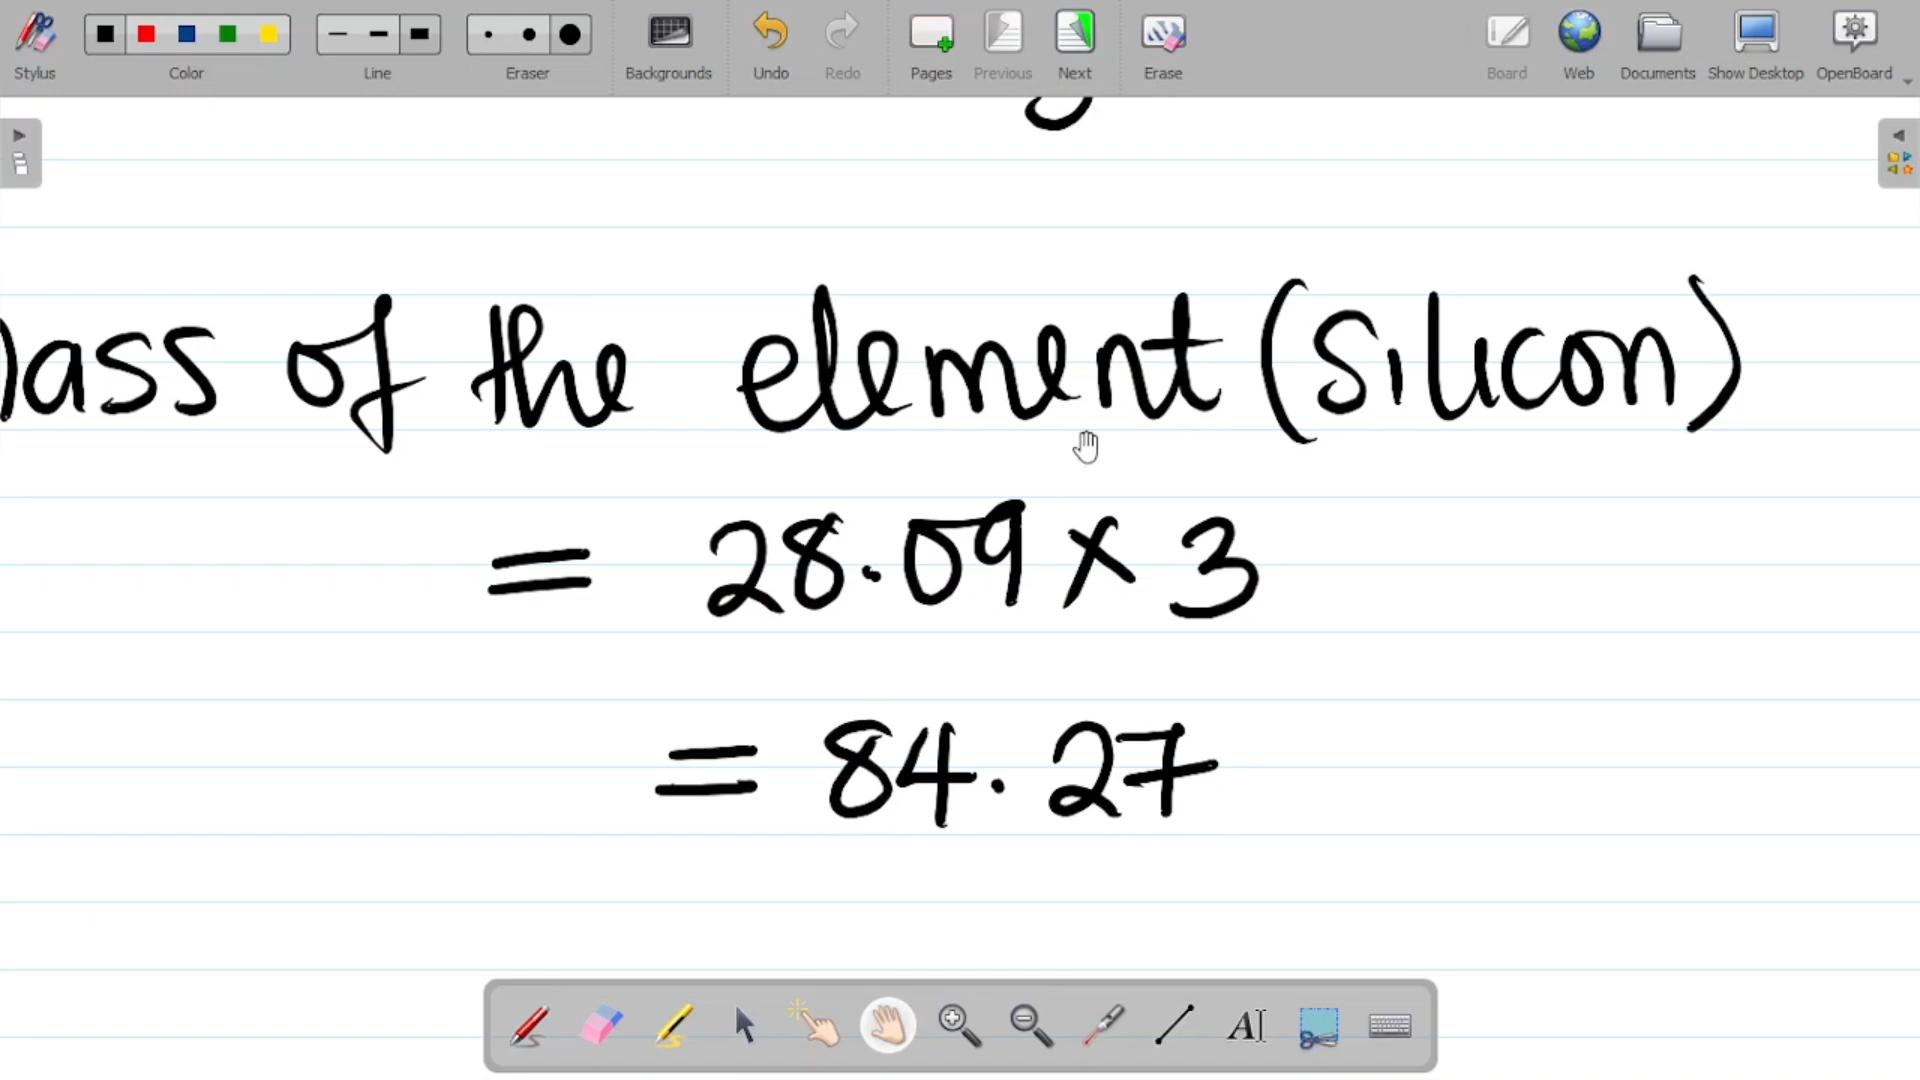 Stylus Color Line Eraser Backgrounds Undo Redo Pages Previous Next Erase Board Web Documents Show Desktop OpenBoard
ass of the element (Silicon)
= 28.09 × 3
= 84.27